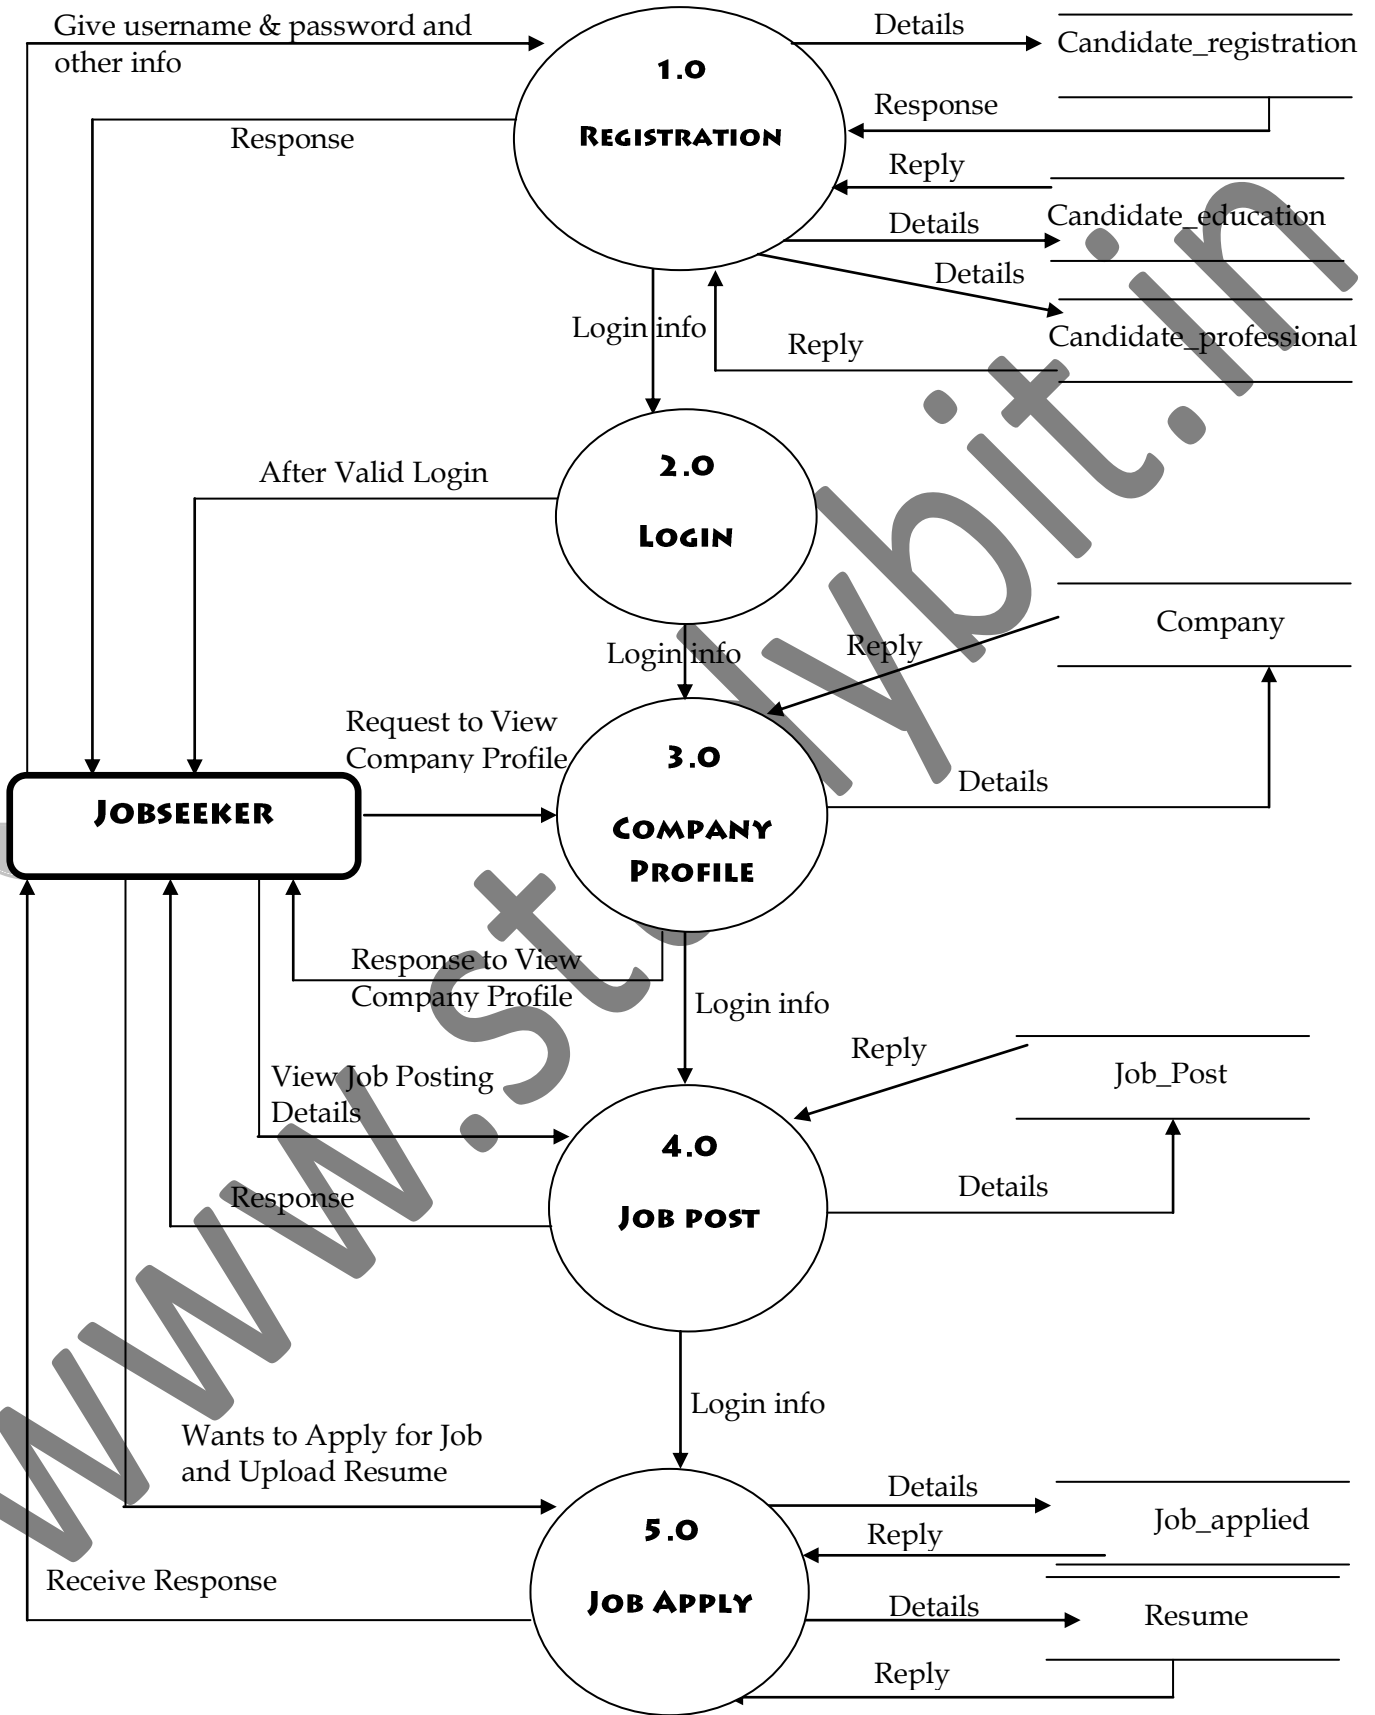 Give username & password and
other info
Details
Candidate_registration
1.0
REGISTRATION
Response
Response
Reply
Candidate_education
Details
Details
Login info
Reply
Candidate_professional
2.0
LOGIN
After Valid Login
Login info
Reply
Company
Request to View
Company Profile
3.0
COMPANY
PROFILE
Details
JOBSEEKER
Response to View
Company Profile
Login info
Reply
Job_Post
View Job Posting
Details
4.0
JOB POST
Details
Response
Login info
Wants to Apply for Job
and Upload Resume
Details
5.0
JOB APPLY
Reply
Job_applied
Receive Response
Details
Resume
Reply
www.studybit.in